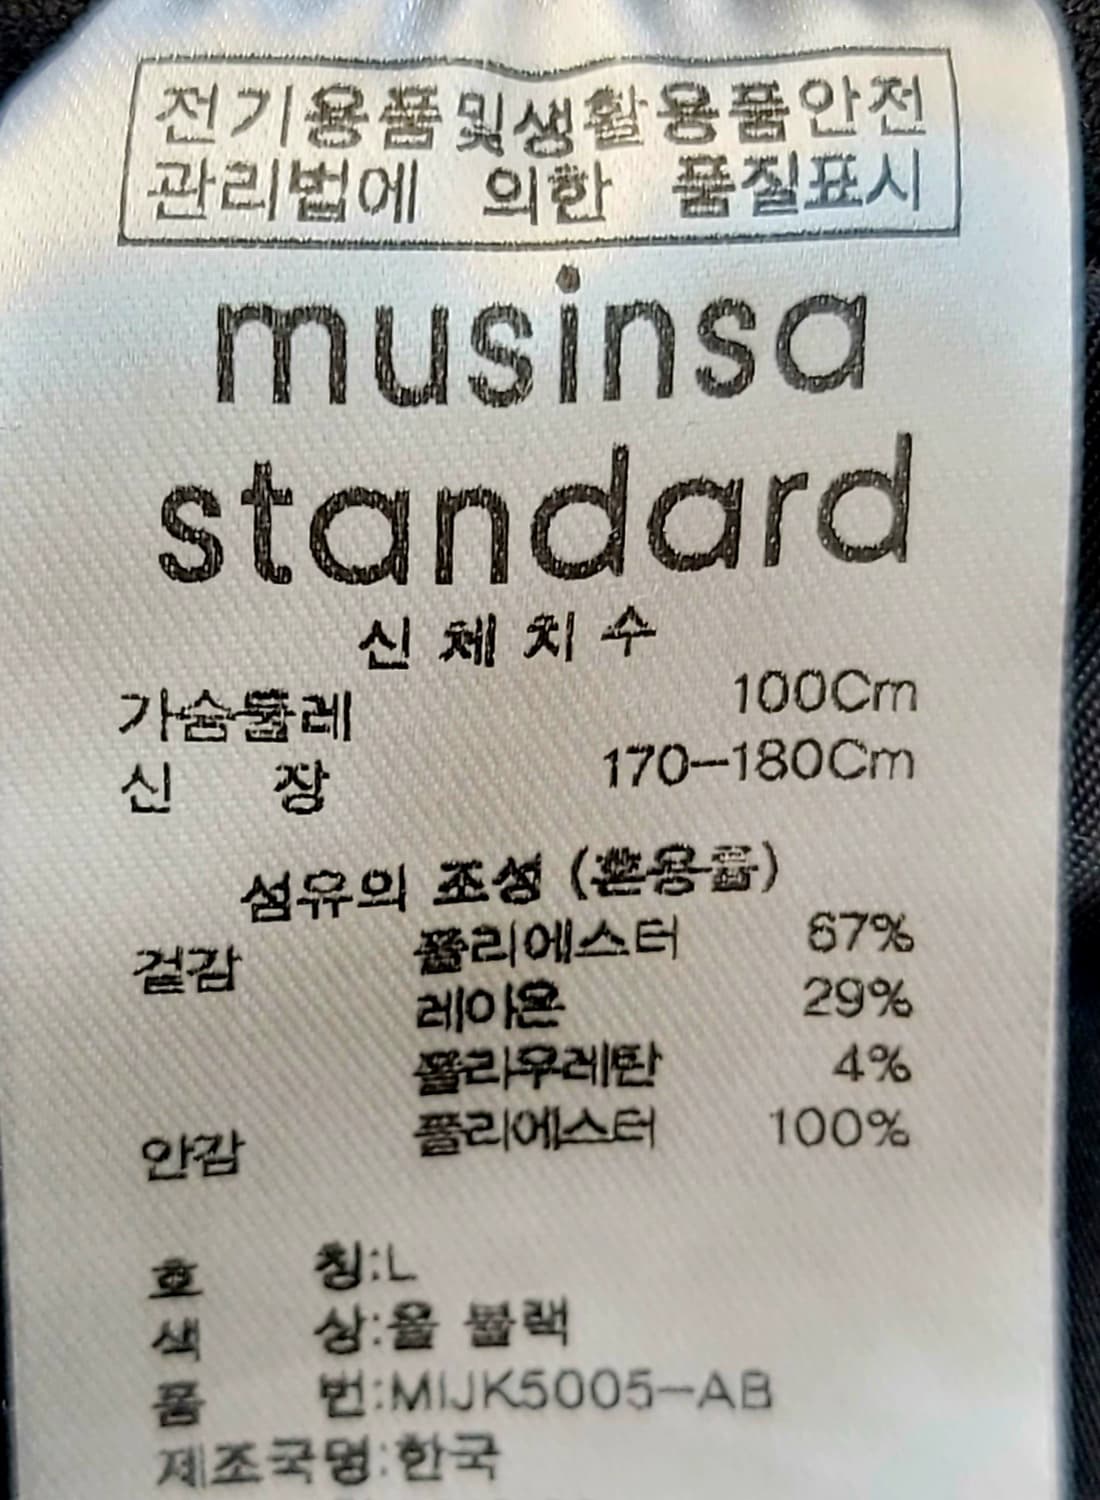 전기용품및생활용품안전
관리법에 의한 품질표시
musinsa
standard
신체치수
가슴둘레 100Cm
신 장 170-180Cm
섬유의 조성 (혼용률)
겉감 폴리에스터 67%
레이온 29%
폴리우레탄 4%
안감 폴리에스터 100%
호 칭:L
색 상:올 블랙
품 번:MIJK5005-AB
제조국명:한국